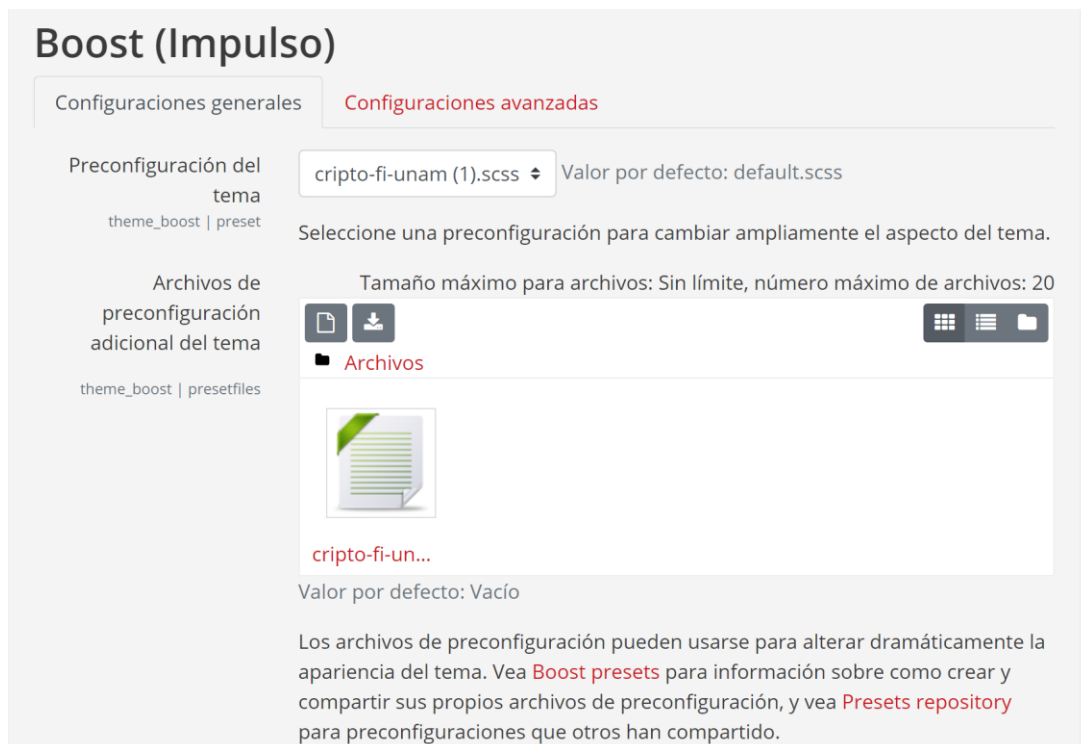 Boost (Impulso)
Configuraciones generales
Configuraciones avanzadas
Preconfiguración del
tema
theme_boost | preset
cripto-fi-unam (1).scss
Valor por defecto: default.scss
Seleccione una preconfiguración para cambiar ampliamente el aspecto del tema.
Archivos de
preconfiguración
adicional del tema
theme_boost | presetfiles
Tamaño máximo para archivos: Sin límite, número máximo de archivos: 20
Archivos
cripto-fi-un...
Valor por defecto: Vacío
Los archivos de preconfiguración pueden usarse para alterar dramáticamente la
apariencia del tema. Vea Boost presets para información sobre como crear y
compartir sus propios archivos de preconfiguración, y vea Presets repository
para preconfiguraciones que otros han compartido.